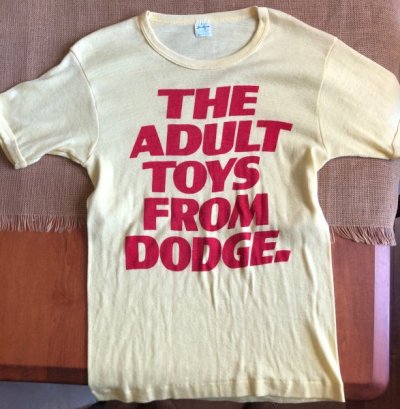 THE
ADULT
TOYS
FROM
DODGE.